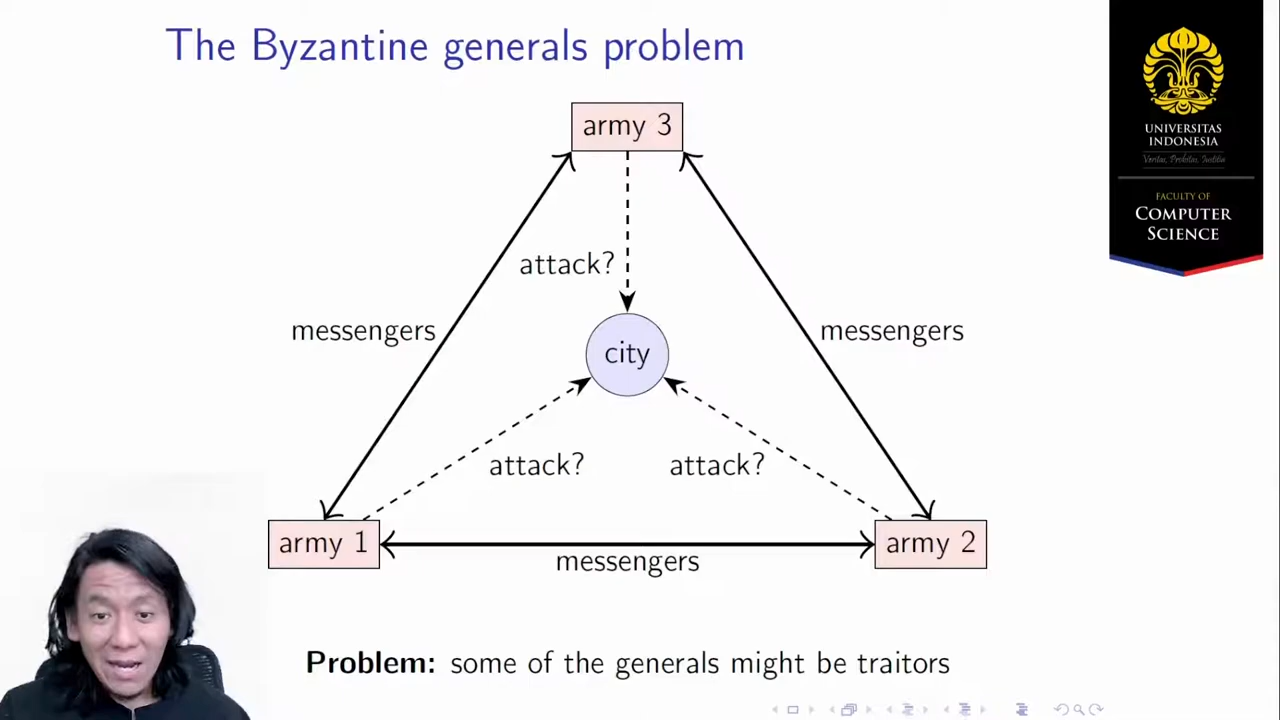 The Byzantine generals problem
UNIVERSITAS
INDONESIA
Veritas, Probitas, Iustitia
FACULTY OF
COMPUTER
SCIENCE
army 3
attack?
messengers
messengers
city
attack?
attack?
army 1
army 2
messengers
Problem: some of the generals might be traitors